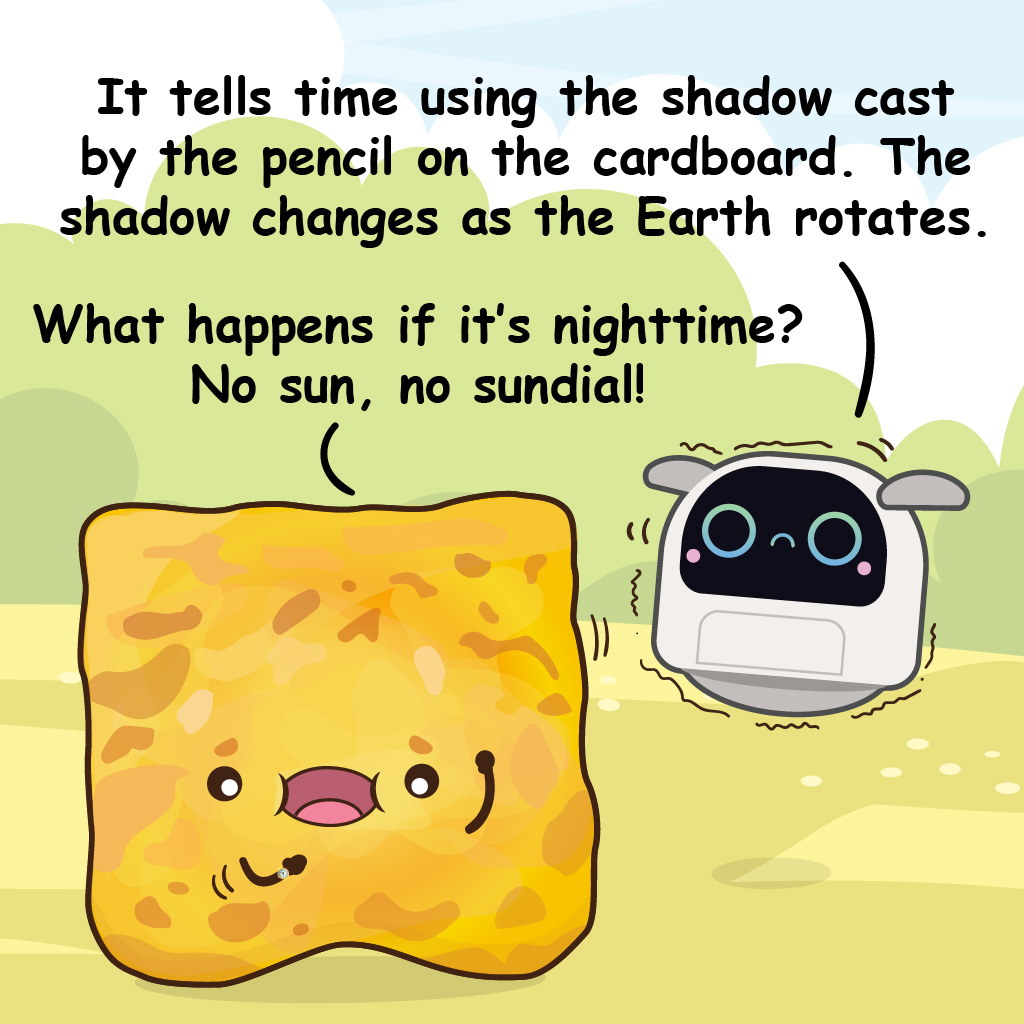 It tells time using the shadow cast
by the pencil on the cardboard. The
shadow changes as the Earth rotates.
What happens if it's nighttime?
No sun, no sundial!